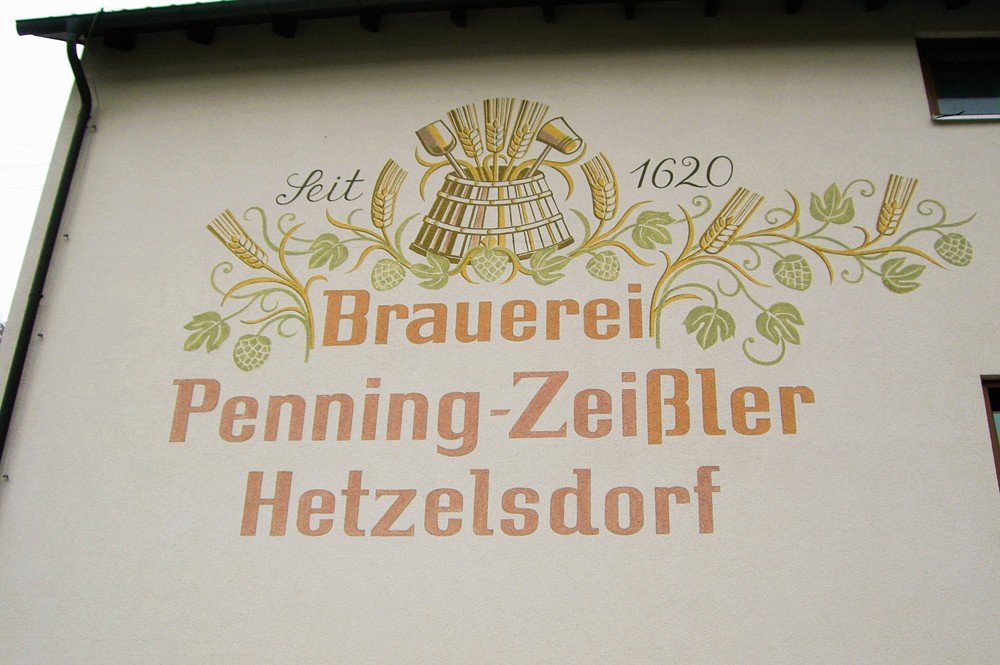 Seit 1620
Brauerei
Penning-Zeißler
Hetzelsdorf